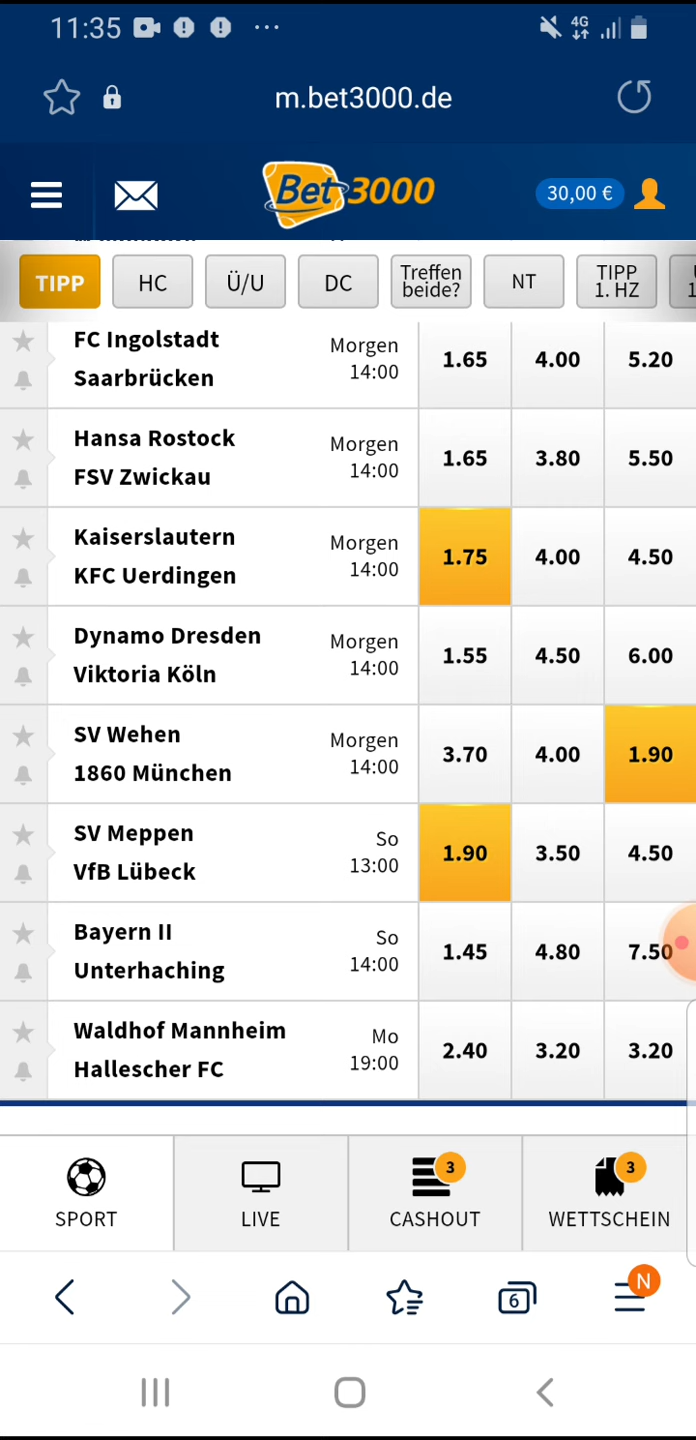 11:35
4G
m.bet3000.de
Bet 3000
30,00 €
TIPP
HC
Ü/U
DC
Treffen beide?
NT
TIPP 1. HZ
FC Ingolstadt
Saarbrücken
Morgen
14:00
1.65
4.00
5.20
Hansa Rostock
FSV Zwickau
Morgen
14:00
1.65
3.80
5.50
Kaiserslautern
KFC Uerdingen
Morgen
14:00
1.75
4.00
4.50
Dynamo Dresden
Viktoria Köln
Morgen
14:00
1.55
4.50
6.00
SV Wehen
1860 München
Morgen
14:00
3.70
4.00
1.90
SV Meppen
VfB Lübeck
So
13:00
1.90
3.50
4.50
Bayern II
Unterhaching
So
14:00
1.45
4.80
7.50
Waldhof Mannheim
Hallescher FC
Mo
19:00
2.40
3.20
3.20
SPORT
LIVE
3
CASHOUT
3
WETTSCHEIN
6
N